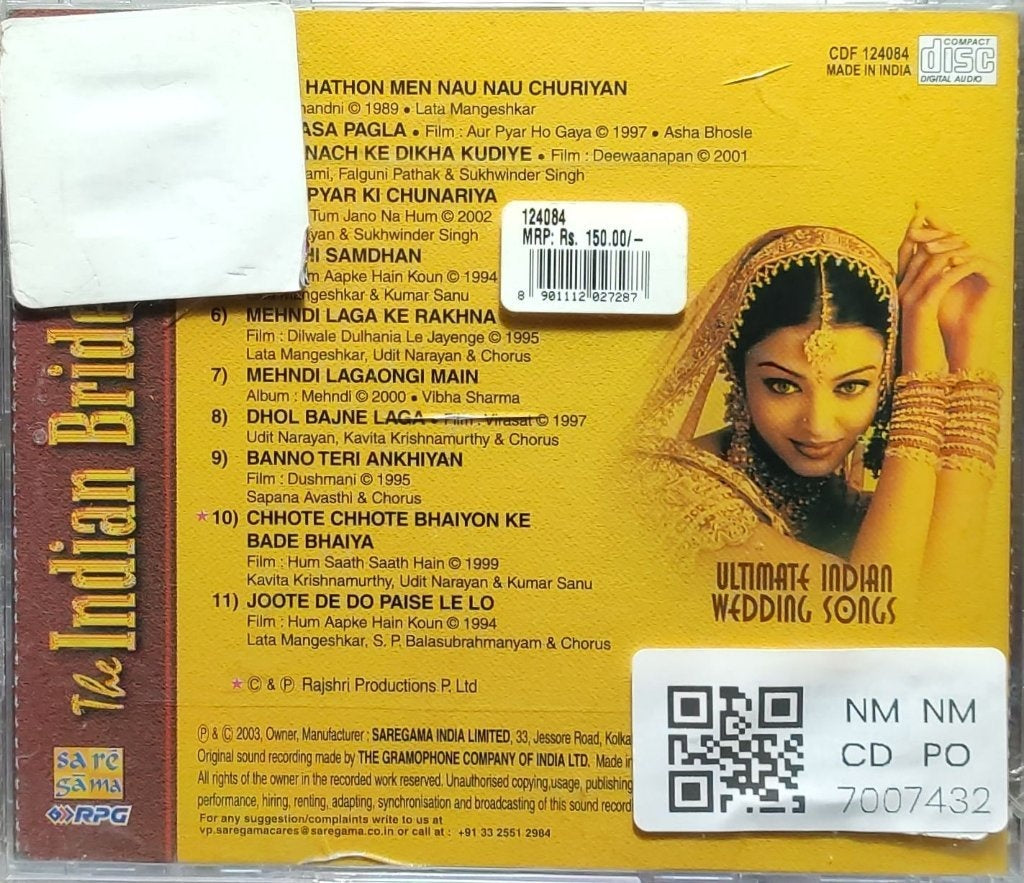 CDF 124084
MADE IN INDIA
COMPACT
disc
DIGITAL AUDIO
HATHON MEN NAU NAU CHURIYAN
© 1989 • Lata Mangeshkar
PAGLA • Film : Aur Pyar Ho Gaya © 1997 • Asha Bhosle
NACH KE DIKHA KUDIYE • Film : Deewaanapan © 2001
Falguni Pathak & Sukhwinder Singh
PYAR KI CHUNARIYA
Tum Jano Na Hum © 2002
& Sukhwinder Singh
SAMDHAN
Aapke Hain Koun © 1994
Mangeshkar & Kumar Sanu
6) MEHNDI LAGA KE RAKHNA
Film : Dilwale Dulhania Le Jayenge © 1995
Lata Mangeshkar, Udit Narayan & Chorus
7) MEHNDI LAGAONGI MAIN
Album : Mehndi © 2000 • Vibha Sharma
8) DHOL BAJNE LAGA • Film : Virasat © 1997
Udit Narayan, Kavita Krishnamurthy & Chorus
9) BANNO TERI ANKHIYAN
Film : Dushmani © 1995
Sapana Avasthi & Chorus
★10) CHHOTE CHHOTE BHAIYON KE
BADE BHAIYA
Film : Hum Saath Saath Hain © 1999
Kavita Krishnamurthy, Udit Narayan & Kumar Sanu
11) JOOTE DE DO PAISE LE LO
Film : Hum Aapke Hain Koun © 1994
Lata Mangeshkar, S. P. Balasubrahmanyam & Chorus
★ © & ℗ Rajshri Productions P. Ltd
124084
MRP: Rs. 150.00/-
8 901112 027287
ULTIMATE INDIAN
WEDDING SONGS
The Indian Bride
sa rē
gā ma
RPG
℗ & © 2003, Owner, Manufacturer : SAREGAMA INDIA LIMITED, 33, Jessore Road,
Original sound recording made by THE GRAMOPHONE COMPANY OF INDIA LTD. Made in
All rights of the owner in the recorded work reserved. Unauthorised copying,usage, publishing
performance, hiring, renting, adapting, synchronisation and broadcasting of this sound
For any suggestion/complaints write to us at
vp.saregamacares@saregama.co.in or call at : +91 33 2551 2984
NM NM
CD PO
7007432